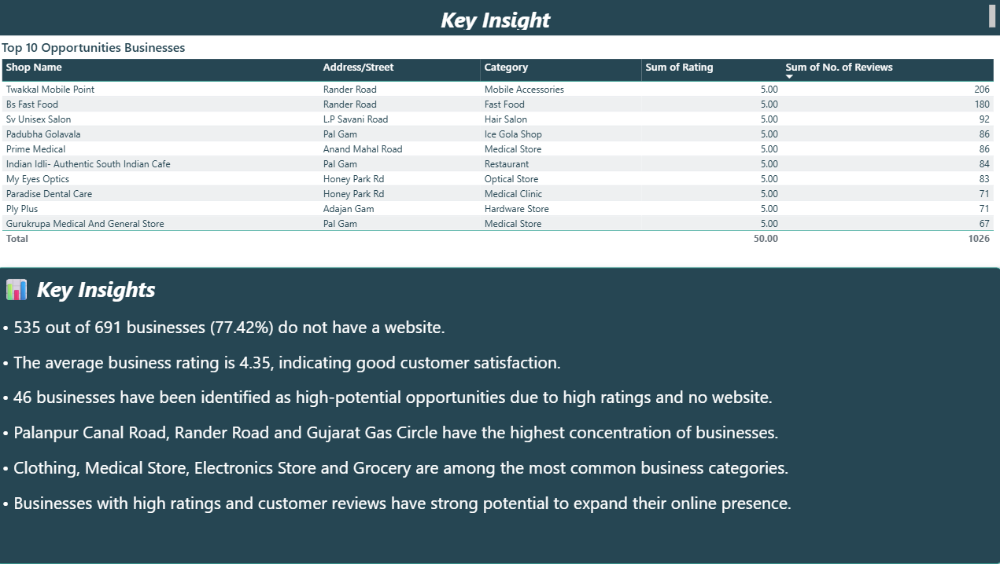 Key Insight
Top 10 Opportunities Businesses
Shop Name Address/Street Category Sum of Rating Sum of No. of Reviews
Twakkal Mobile Point Rander Road Mobile Accessories 5.00 206
Bs Fast Food Rander Road Fast Food 5.00 180
Sv Unisex Salon L.P Savani Road Hair Salon 5.00 92
Padubha Golavala Pal Gam Ice Gola Shop 5.00 86
Prime Medical Anand Mahal Road Medical Store 5.00 86
Indian Idli- Authentic South Indian Cafe Pal Gam Restaurant 5.00 84
My Eyes Optics Honey Park Rd Optical Store 5.00 83
Paradise Dental Care Honey Park Rd Medical Clinic 5.00 71
Ply Plus Adajan Gam Hardware Store 5.00 71
Gurukrupa Medical And General Store Pal Gam Medical Store 5.00 67
Total 50.00 1026
Key Insights
• 535 out of 691 businesses (77.42%) do not have a website.
• The average business rating is 4.35, indicating good customer satisfaction.
• 46 businesses have been identified as high-potential opportunities due to high ratings and no website.
• Palanpur Canal Road, Rander Road and Gujarat Gas Circle have the highest concentration of businesses.
• Clothing, Medical Store, Electronics Store and Grocery are among the most common business categories.
• Businesses with high ratings and customer reviews have strong potential to expand their online presence.